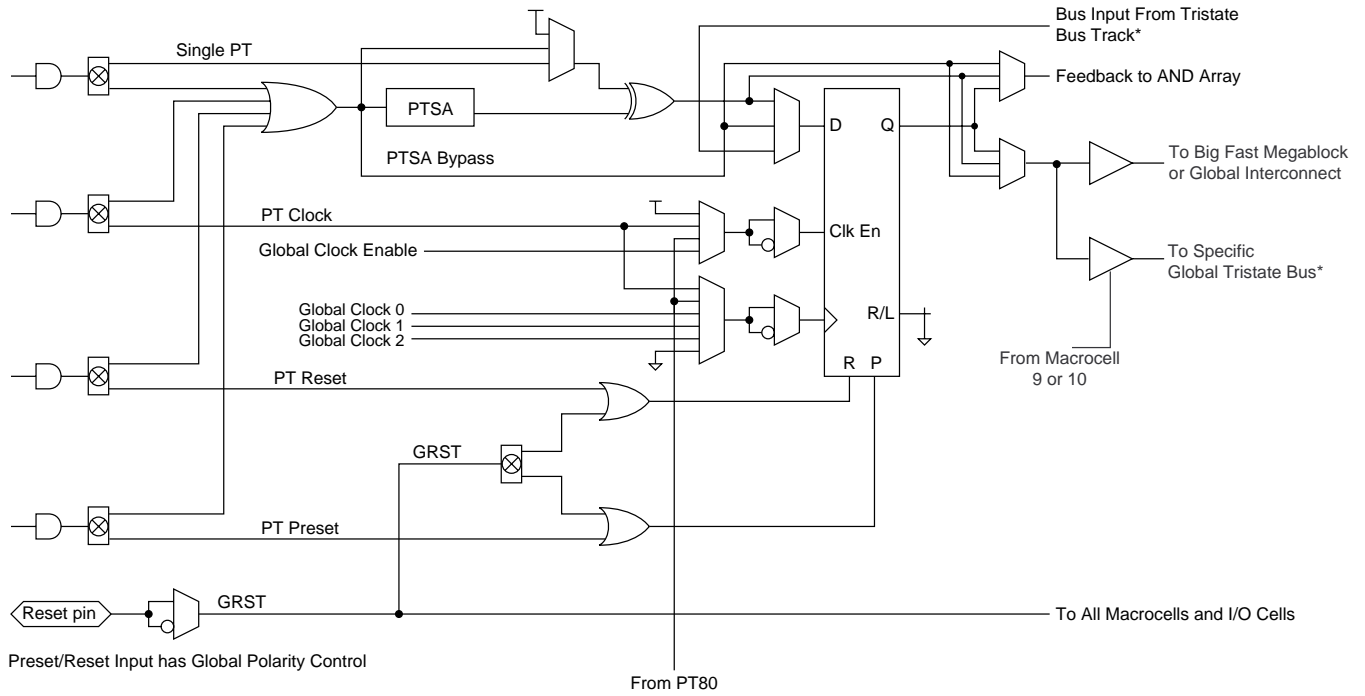 Bus Input From Tristate
Bus Track*
Single PT
Feedback to AND Array
PTSA
D
Q
PTSA Bypass
To Big Fast Megablock
or Global Interconnect
PT Clock
Clk En
Global Clock Enable
To Specific
Global Tristate Bus*
Global Clock 0
Global Clock 1
Global Clock 2
R/L
From Macrocell
9 or 10
R
P
PT Reset
GRST
PT Preset
Reset pin
GRST
To All Macrocells and I/O Cells
Preset/Reset Input has Global Polarity Control
From PT80